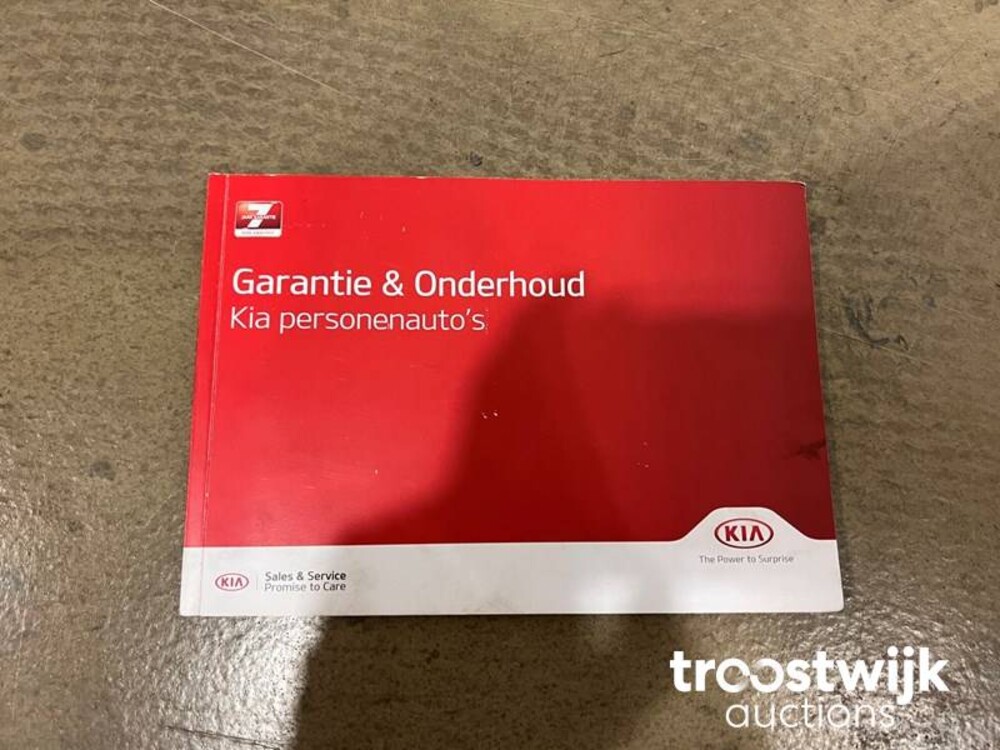 7
Garantie & Onderhoud
Kia personenauto's
KIA
The Power to Surprise
KIA
Sales & Service
Promise to Care
troostwijk
auctions